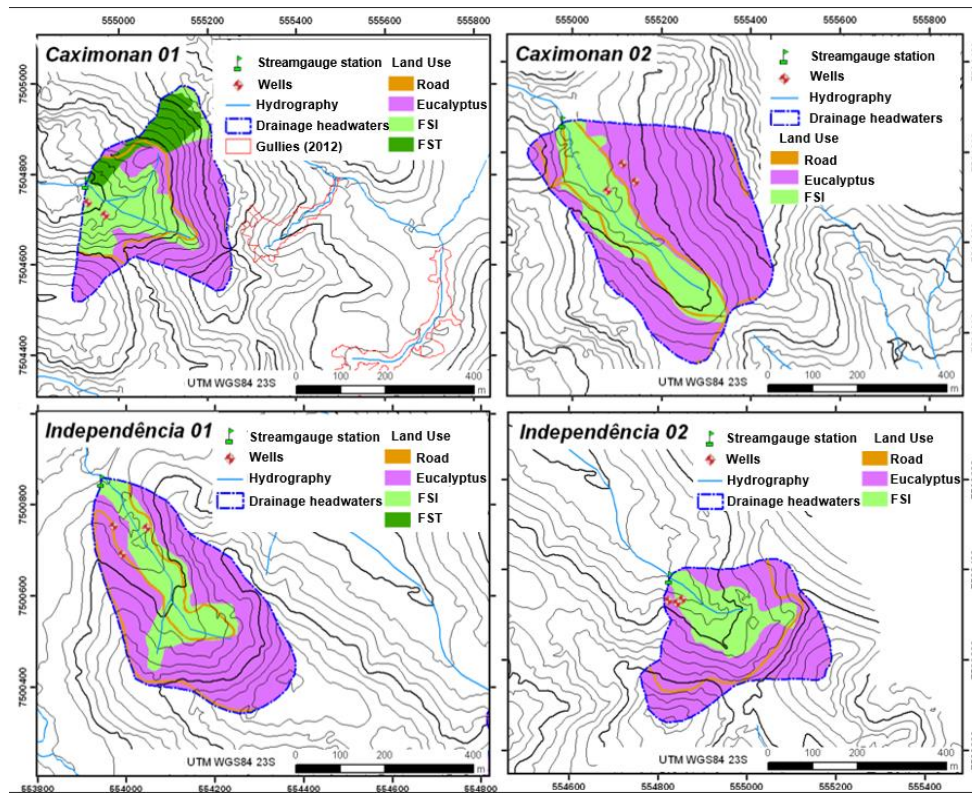 555000 555200 555400 555600 555800
555000 555200 555400 555600 555800
Caximonan 01
Streamgauge station Land Use
Wells Road
Hydrography Eucalyptus
Drainage headwaters FSI
Gullies (2012) FST
7505000
7504800
7504600
7504400
UTM WGS84 23S
0 100 200 400
m
Caximonan 02
Streamgauge station
Wells
Hydrography
Drainage headwaters
Land Use
Road
Eucalyptus
FSI
UTM WGS84 23S
0 100 200 400
m
Independência 01
Streamgauge station Land Use
Wells Road
Hydrography Eucalyptus
Drainage headwaters FSI
FST
7500800
7500600
7500400
UTM WGS84 23S
0 100 200 400
m
553800 554000 554200 554400 554600 554800
Independência 02
Streamgauge station Land Use
Wells Road
Hydrography Eucalyptus
Drainage headwaters FSI
UTM WGS84 23S
0 100 200 400
m
554600 554800 555000 555200 555400